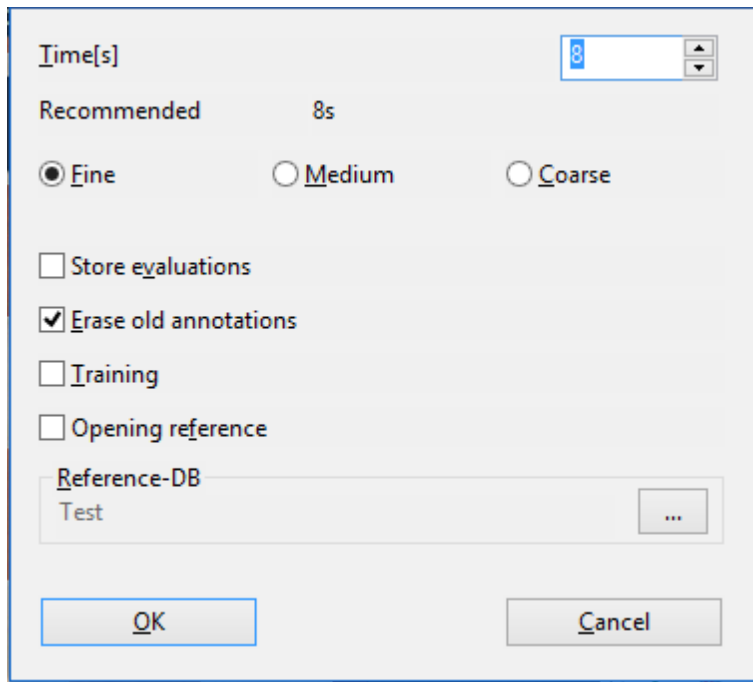 Time[s] 8
Recommended 8s
Fine Medium Coarse
Store evaluations
Erase old annotations
Training
Opening reference
Reference-DB
Test ...
OK Cancel